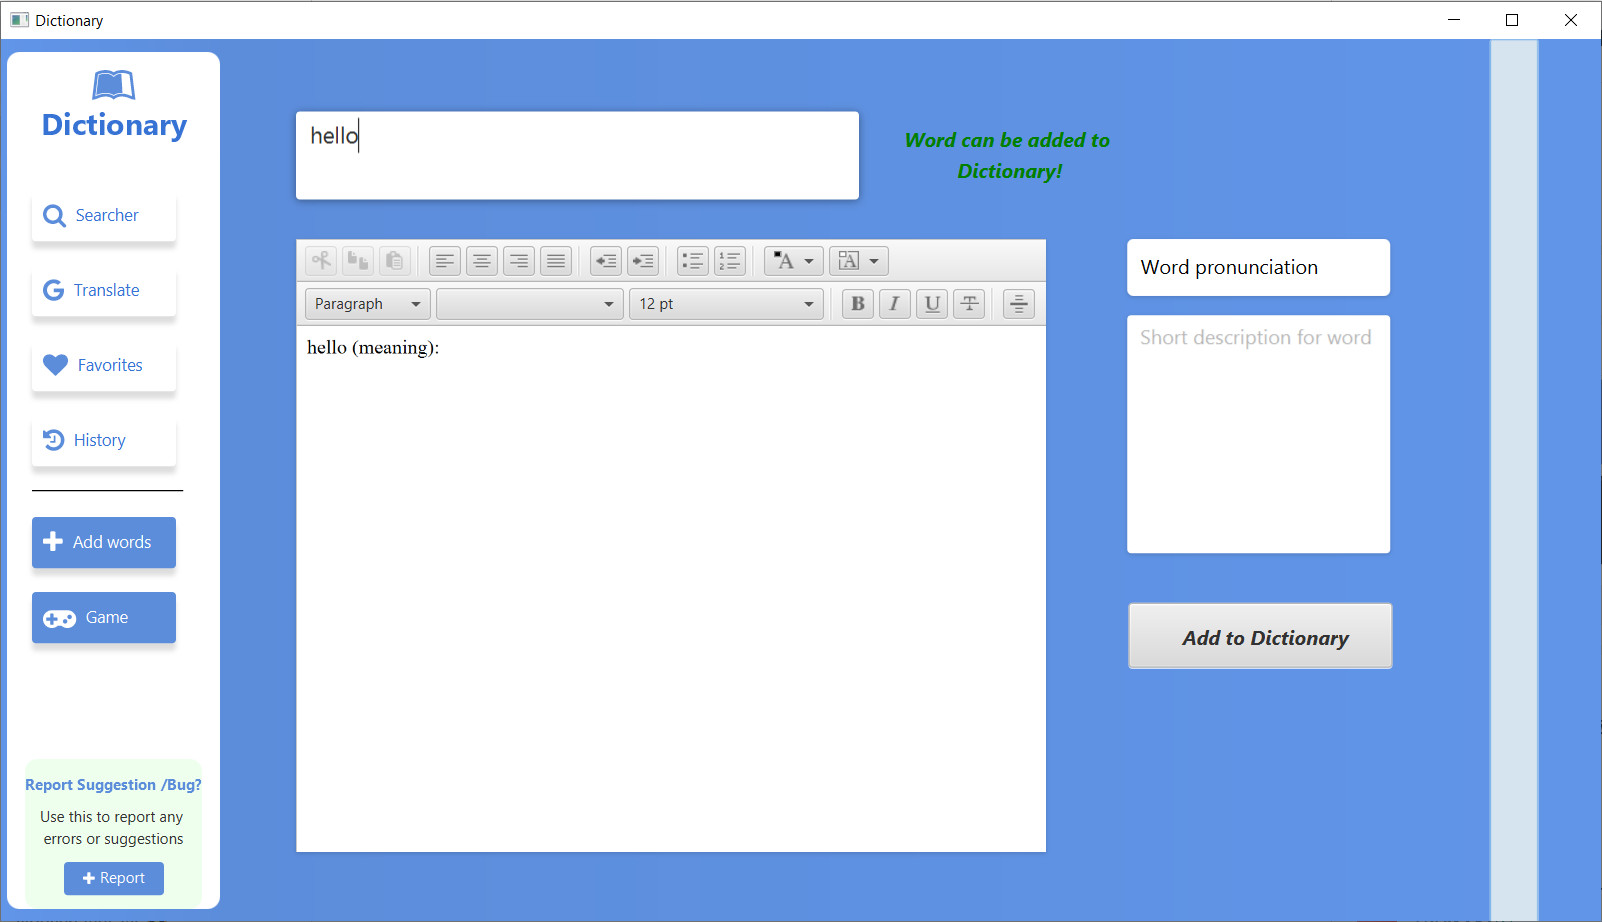 Dictionary
Dictionary
Searcher
Translate
Favorites
History
Add words
Game
Report Suggestion /Bug?
Use this to report any
errors or suggestions
Report
hello
Word can be added to
Dictionary!
Paragraph
12 pt
hello (meaning):
Word pronunciation
Short description for word
Add to Dictionary